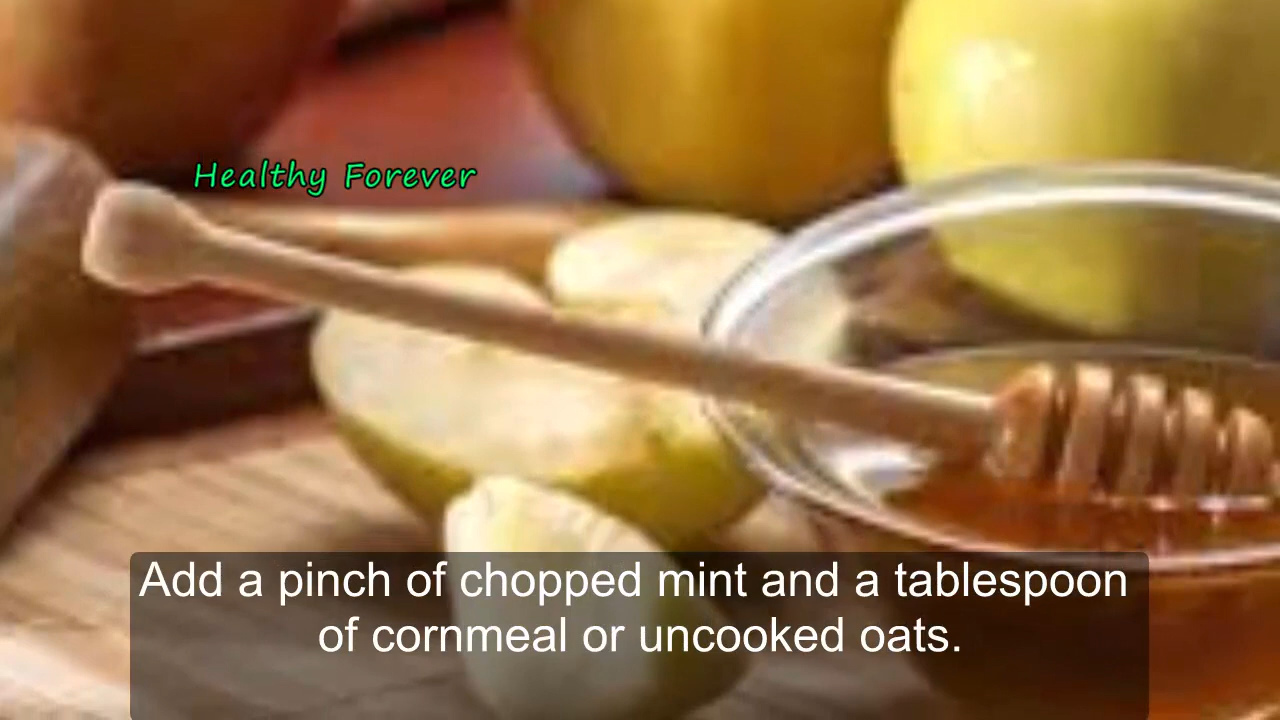 Healthy Forever
Add a pinch of chopped mint and a tablespoon
of cornmeal or uncooked oats.